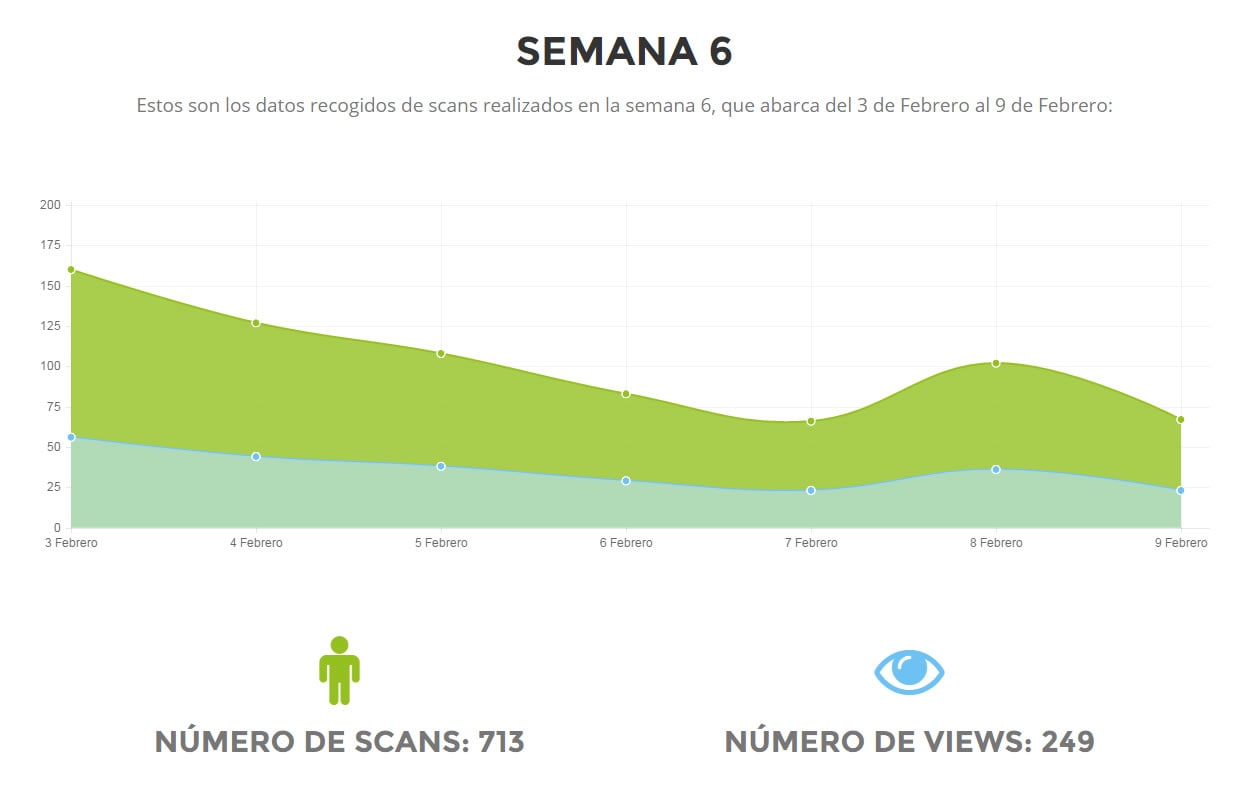 SEMANA 6
Estos son los datos recogidos de scans realizados en la semana 6, que abarca del 3 de Febrero al 9 de Febrero:
200
175
150
125
100
75
50
25
0
3 Febrero 4 Febrero 5 Febrero 6 Febrero 7 Febrero 8 Febrero 9 Febrero
NÚMERO DE SCANS: 713
NÚMERO DE VIEWS: 249